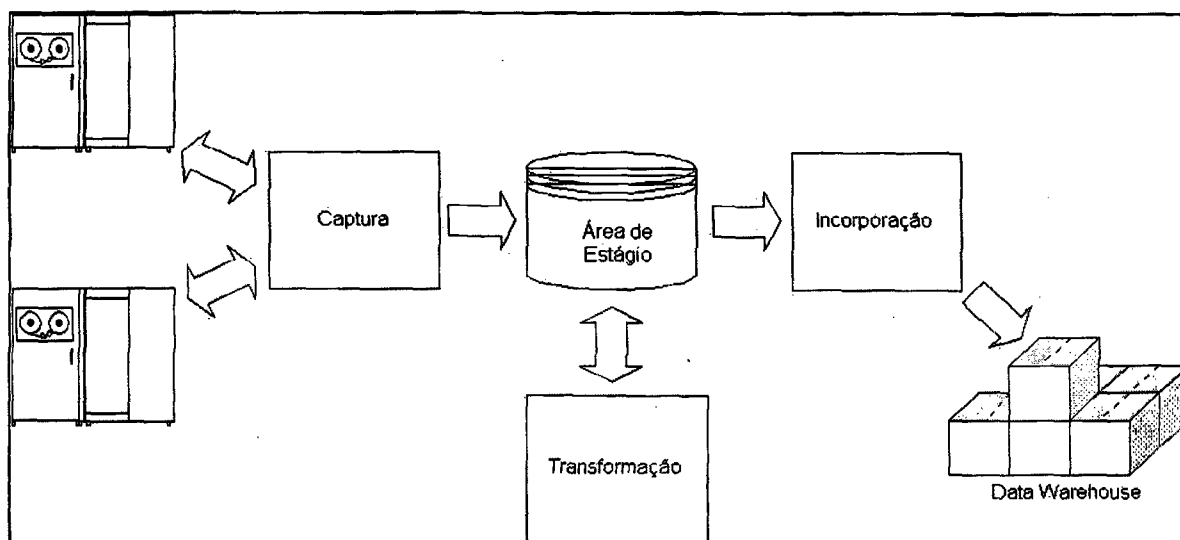 Captura
Área de
Estágio
Incorporação
Transformação
Data Warehouse